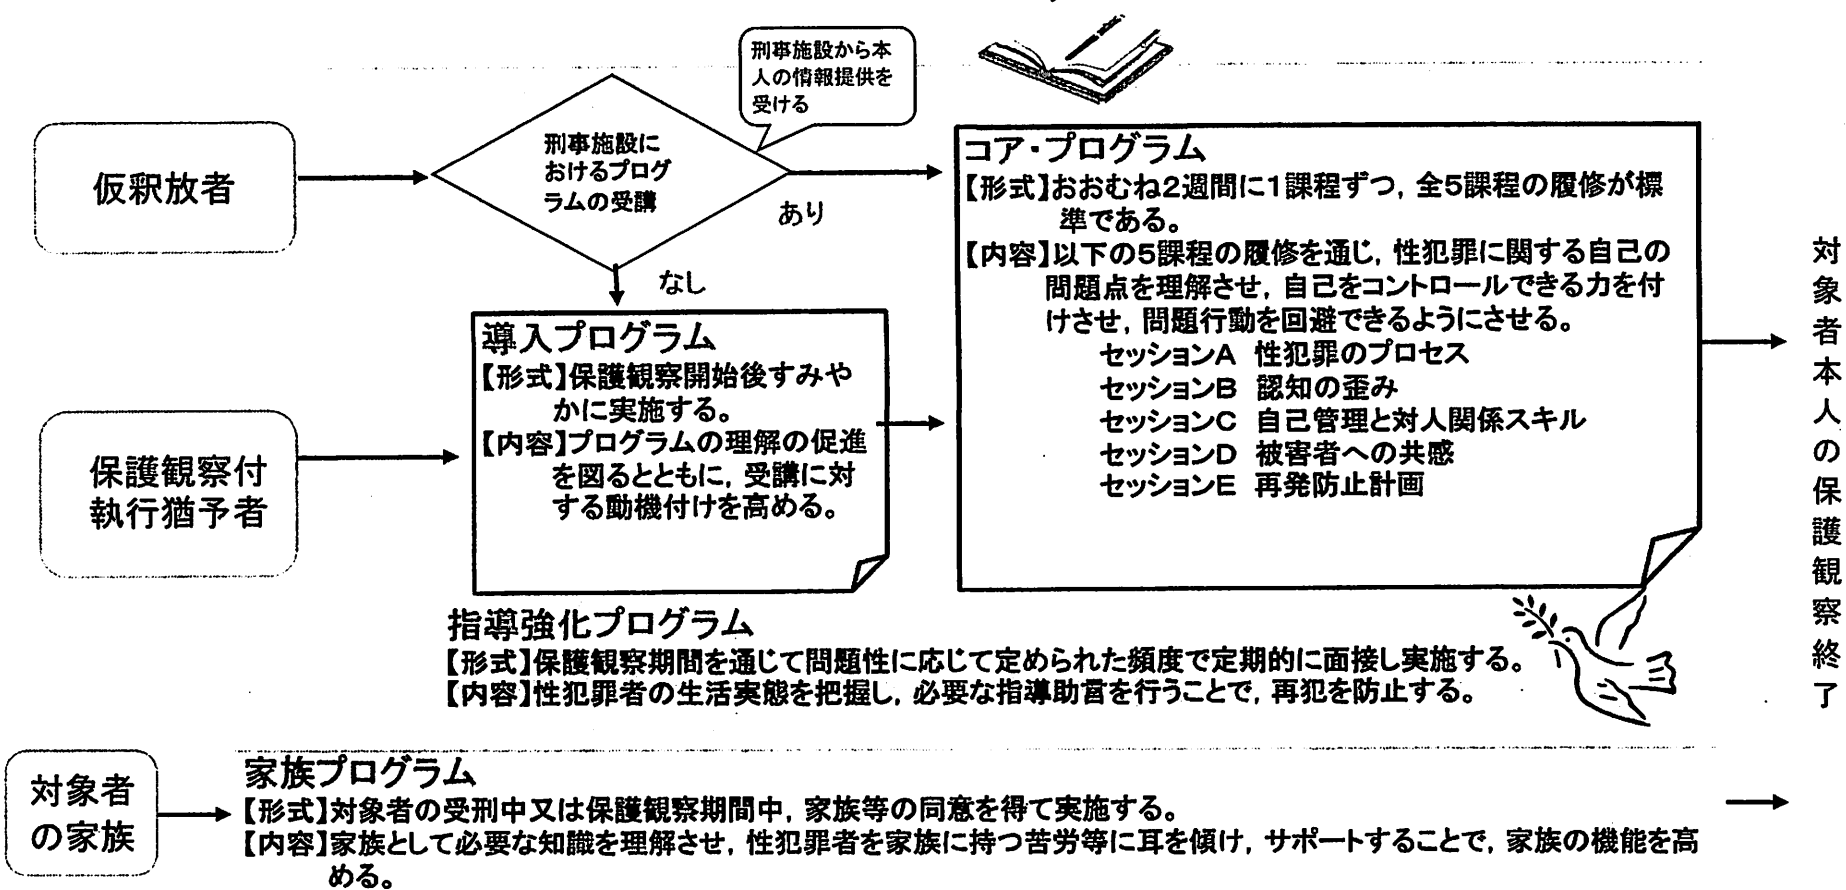 刑事施設から本
人の情報提供を
受ける
仮釈放者
刑事施設に
おけるプログ
ラムの受講
あり
なし
コア・プログラム
【形式】おおむね2週間に1課程ずつ，全5課程の履修が標
準である。
【内容】以下の5課程の履修を通じ，性犯罪に関する自己の
問題点を理解させ，自己をコントロールできる力を付
けさせ，問題行動を回避できるようにさせる。
セッションA 性犯罪のプロセス
セッションB 認知の歪み
セッションC 自己管理と対人関係スキル
セッションD 被害者への共感
セッションE 再発防止計画
導入プログラム
【形式】保護観察開始後すみや
かに実施する。
【内容】プログラムの理解の促進
を図るとともに，受講に対
する動機付けを高める。
保護観察付
執行猶予者
指導強化プログラム
【形式】保護観察期間を通じて問題性に応じて定められた頻度で定期的に面接し実施する。
【内容】性犯罪者の生活実態を把握し，必要な指導助言を行うことで，再犯を防止する。
対象者本人の保護観察終了
対象者
の家族
家族プログラム
【形式】対象者の受刑中又は保護観察期間中，家族等の同意を得て実施する。
【内容】家族として必要な知識を理解させ，性犯罪者を家族に持つ苦労等に耳を傾け，サポートすることで，家族の機能を高
める。